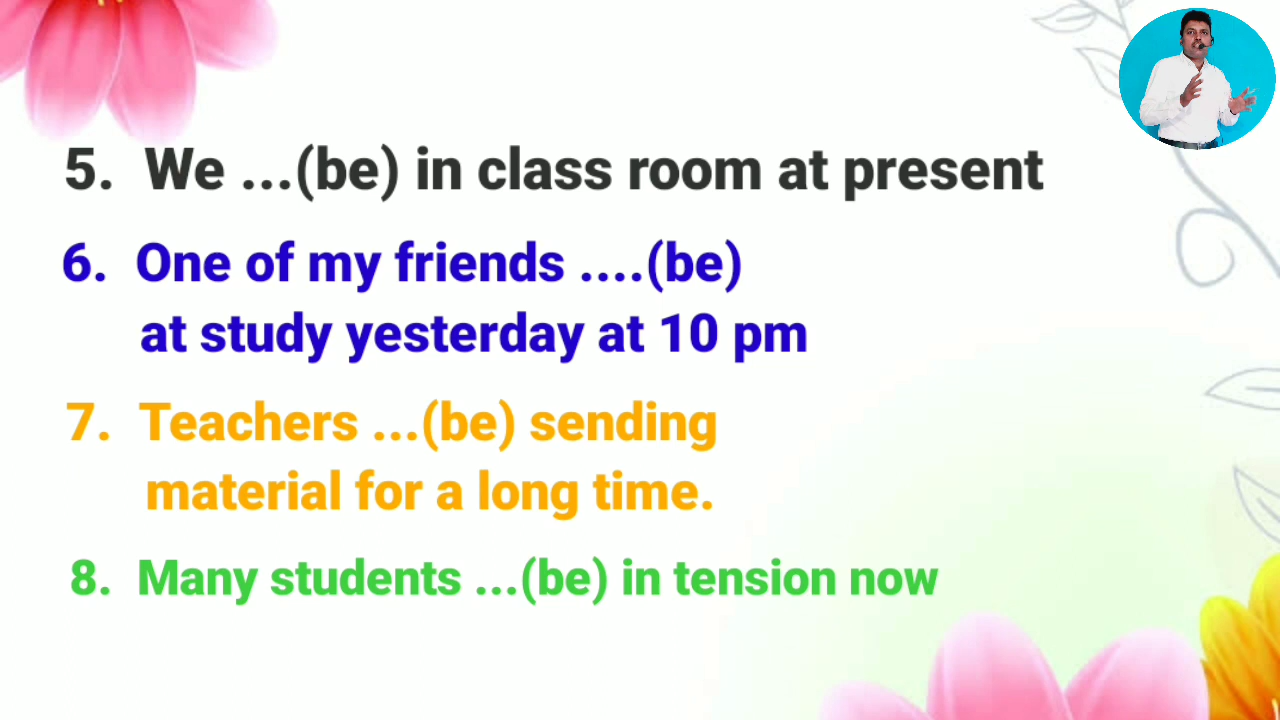 5. We ...(be) in class room at present
6. One of my friends ....(be)
at study yesterday at 10 pm
7. Teachers ...(be) sending
material for a long time.
8. Many students ...(be) in tension now